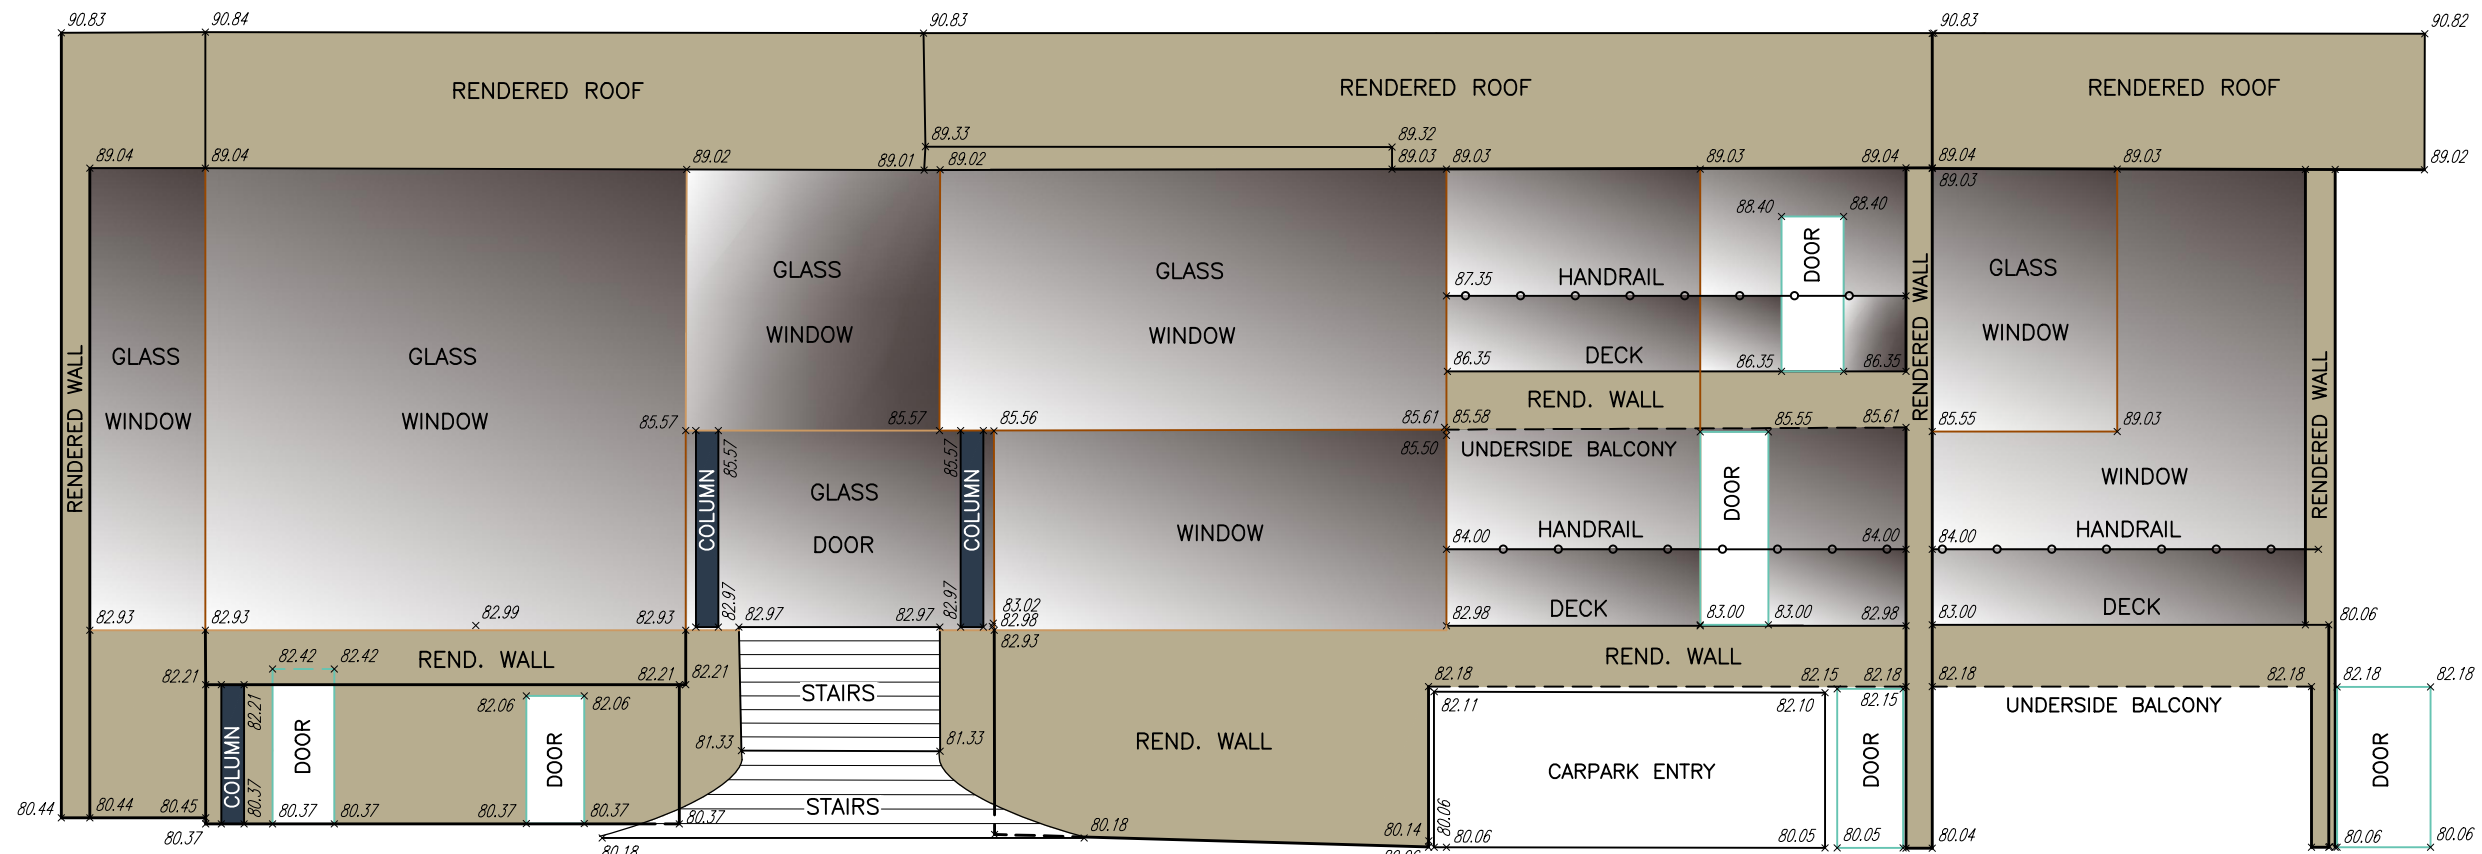 90.83
90.84
90.83
90.83
90.82
RENDERED ROOF
RENDERED ROOF
RENDERED ROOF
89.33
89.32
89.04
89.04
89.02
89.01
89.02
89.03
89.03
89.03
89.04
89.04
89.03
89.03
89.02
88.40
88.40
DOOR
GLASS
WINDOW
GLASS
WINDOW
87.35
HANDRAIL
DECK
86.35
86.35
86.35
REND. WALL
RENDERED WALL
GLASS
WINDOW
RENDERED WALL
GLASS
WINDOW
GLASS
WINDOW
RENDERED WALL
85.57
85.57
85.56
85.61
85.58
85.55
85.61
85.55
89.03
85.50
UNDERSIDE BALCONY
COLUMN
85.57
85.57
COLUMN
GLASS
DOOR
WINDOW
DOOR
WINDOW
HANDRAIL
HANDRAIL
84.00
84.00
84.00
DECK
DECK
82.93
82.93
82.99
82.93
82.97
82.97
82.97
82.97
83.02
82.98
82.93
82.98
83.00
83.00
82.98
83.00
80.06
REND. WALL
82.42
82.42
REND. WALL
82.21
82.21
82.21
82.21
82.06
82.06
COLUMN
80.37
DOOR
DOOR
STAIRS
81.33
81.33
STAIRS
REND. WALL
82.18
82.15
82.18
82.18
82.18
82.18
82.18
82.11
82.10
82.15
UNDERSIDE BALCONY
CARPARK ENTRY
DOOR
DOOR
80.44
80.44
80.45
80.37
80.37
80.37
80.37
80.37
80.37
80.18
80.18
80.14
80.06
80.06
80.05
80.05
80.04
80.06
80.06